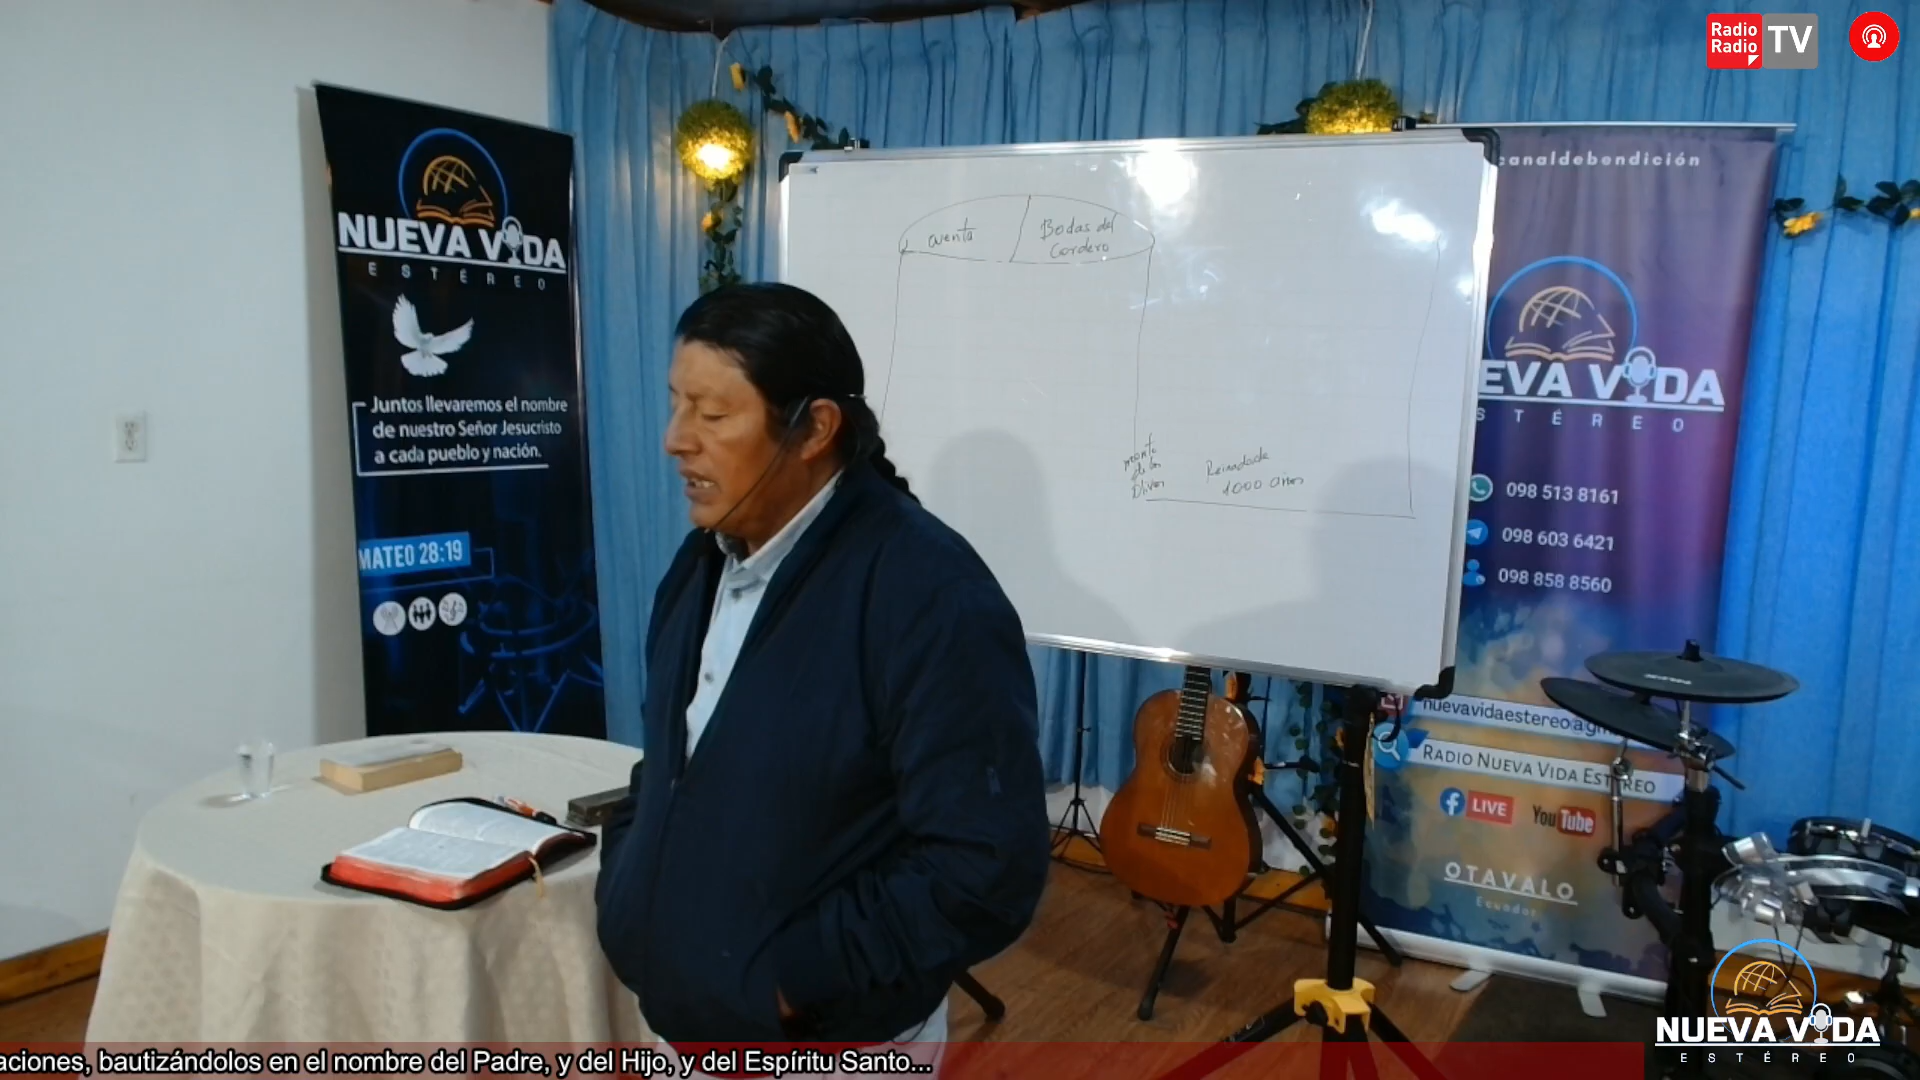 Radio
Radio TV
NUEVA VIDA
ESTÉREO
Juntos llevaremos el nombre
de nuestro Señor Jesucristo
a cada pueblo y nación.
MATEO 28:19
cuenta
Bodas del
Cordero
monte
de los
Olivos
Reinado de
1000 años
canaldebendición
EVA VIDA
STÉREO
098 513 8161
098 603 6421
098 858 8560
nuevavidaestereo.ag
RADIO NUEVA VIDA ESTEREO
LIVE
YouTube
OTAVALO
Ecuador
NUEVA VIDA
ESTÉREO
aciones, bautizándolos en el nombre del Padre, y del Hijo, y del Espíritu Santo...